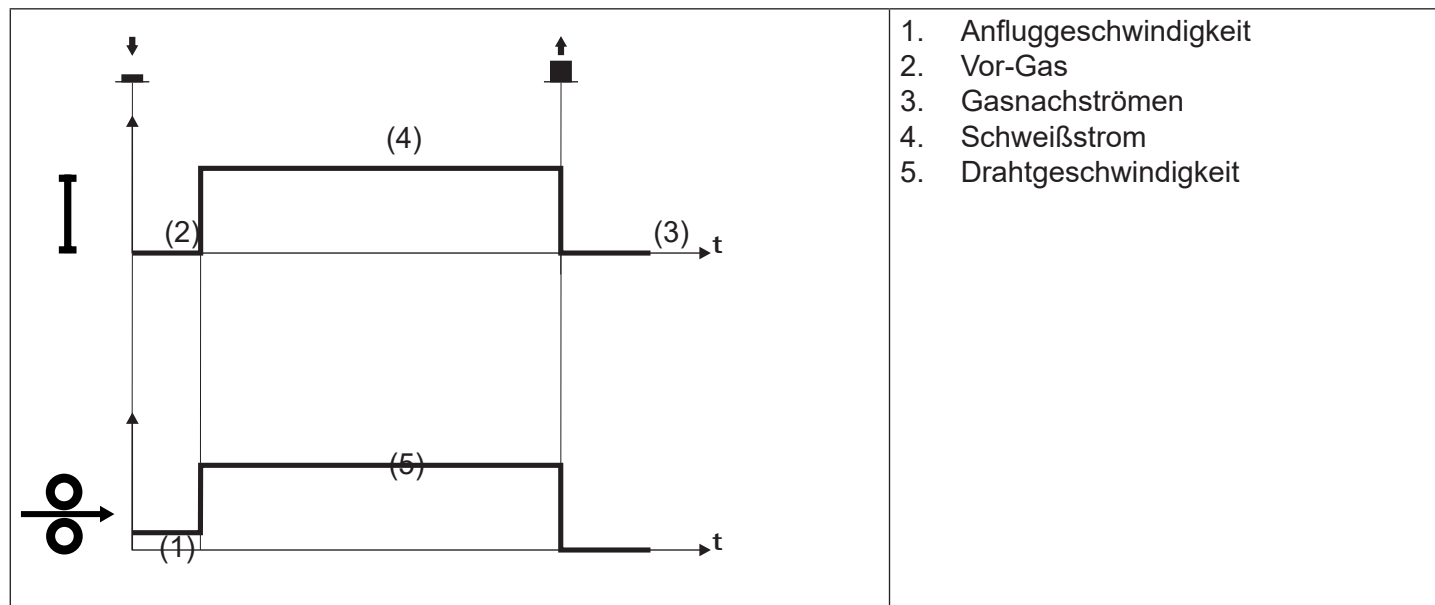 (4)
I
(2)
(3)
t
(5)
(1)
t
1. Anfluggeschwindigkeit
2. Vor-Gas
3. Gasnachströmen
4. Schweißstrom
5. Drahtgeschwindigkeit